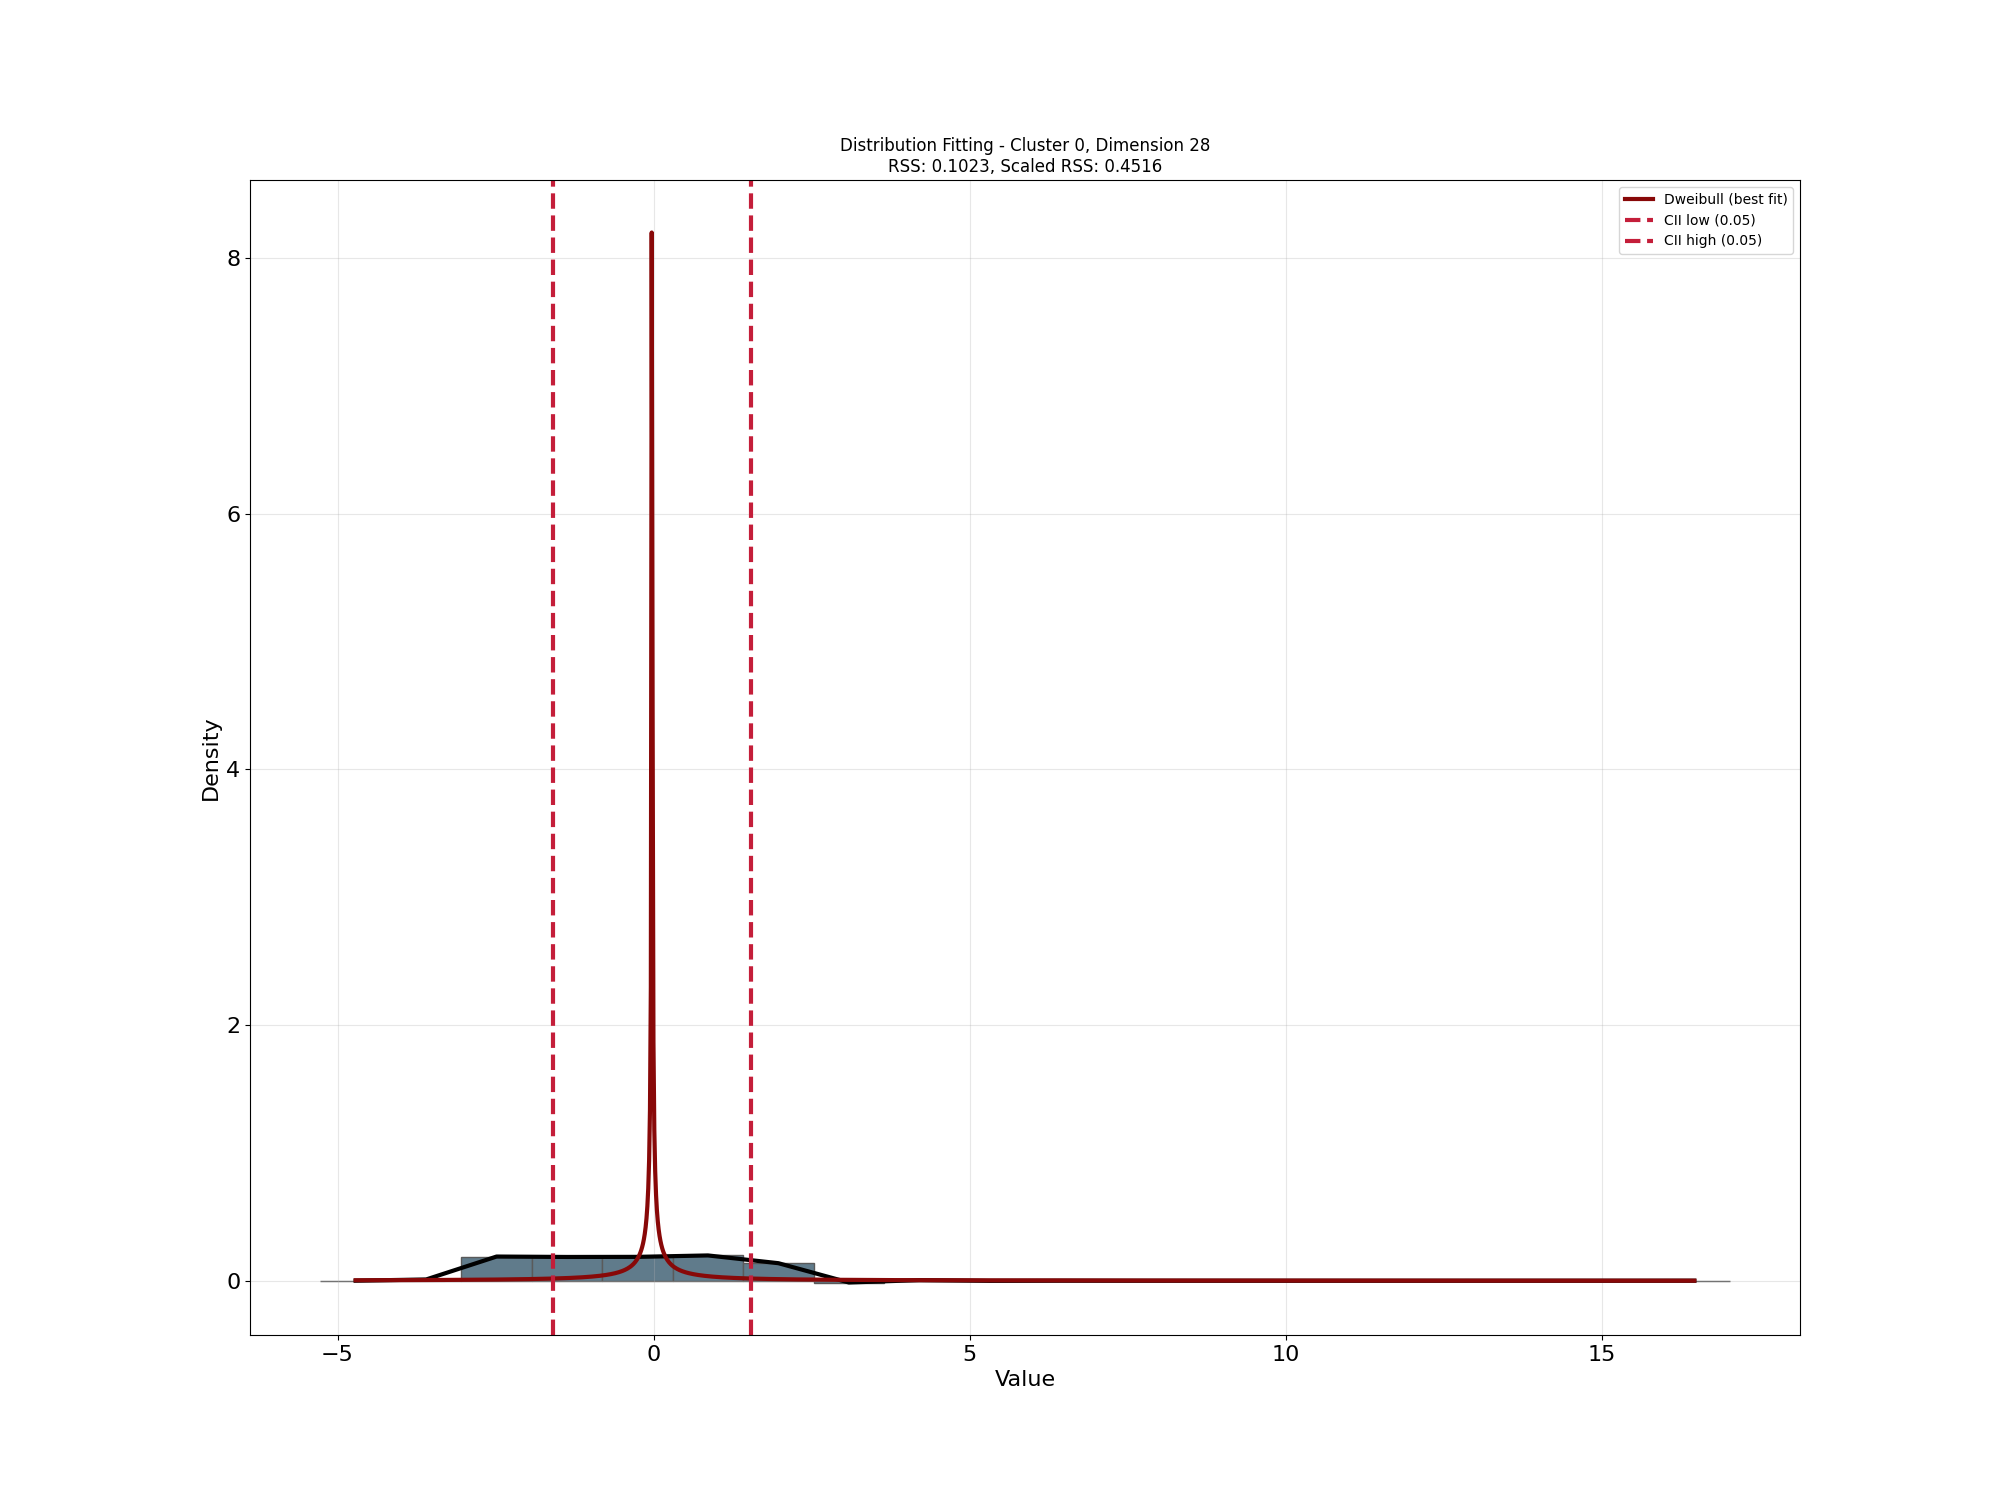 Distribution Fitting - Cluster 0, Dimension 28
RSS: 0.1023, Scaled RSS: 0.4516
Dweibull (best fit)
CII low (0.05)
CII high (0.05)
Density
8
6
4
2
0
−5
0
5
10
15
Value